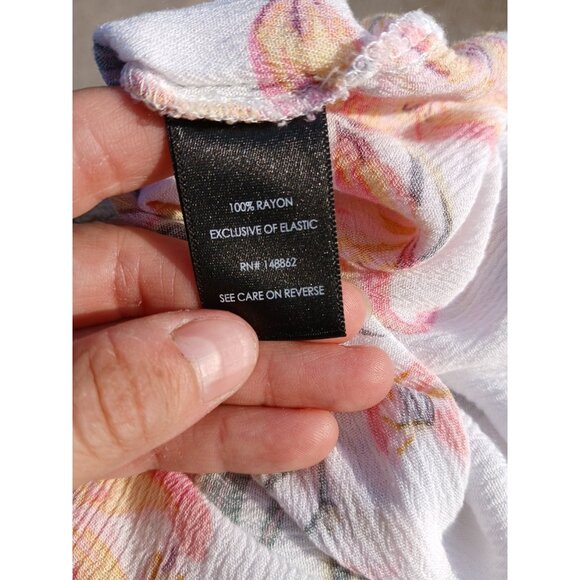 100% RAYON
EXCLUSIVE OF ELASTIC
RN# 148862
SEE CARE ON REVERSE